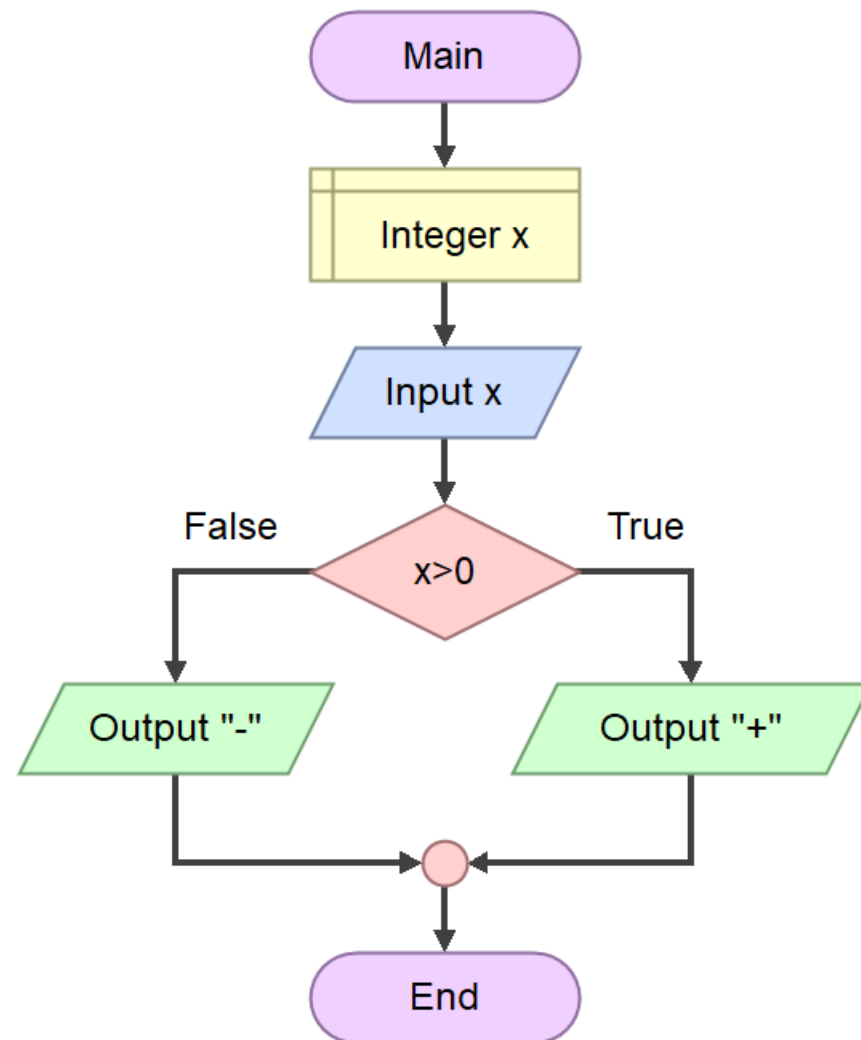 Main
Integer x
Input x
False
True
x>0
Output "-"
Output "+"
End